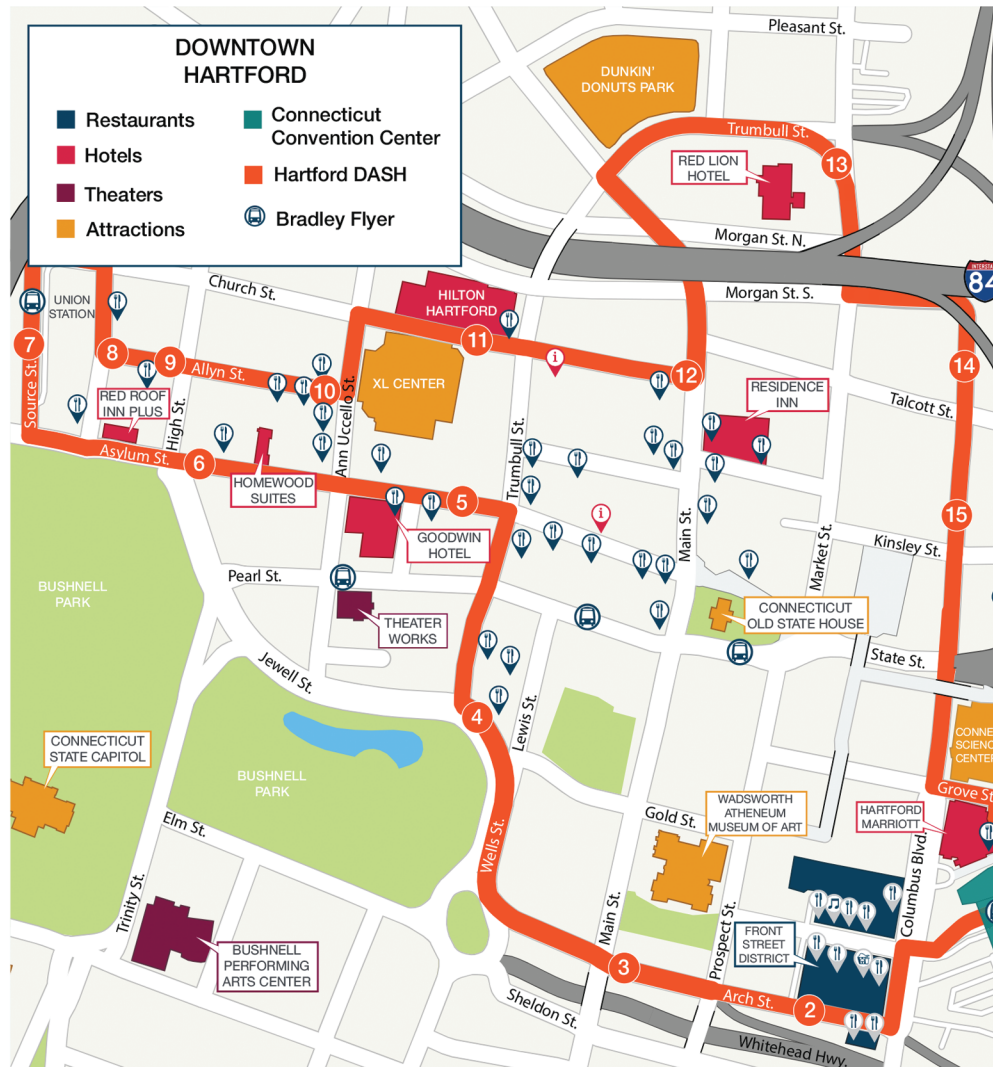 DOWNTOWN
HARTFORD
Restaurants
Hotels
Theaters
Attractions
Connecticut
Convention Center
Hartford DASH
Bradley Flyer
Pleasant St.
DUNKIN'
DONUTS PARK
Trumbull St.
13
RED LION
HOTEL
Morgan St. N.
INTERSTA
84
Church St.
Morgan St. S.
UNION
STATION
HILTON
HARTFORD
7
8
9
Allyn St.
10
11
i
12
14
XL CENTER
Source St.
RED ROOF
INN PLUS
High St.
Ann Uccello St.
RESIDENCE
INN
Talcott St.
Trumbull St.
Asylum St.
6
HOMEWOOD
SUITES
5
15
i
GOODWIN
HOTEL
Main St.
Market St.
Kinsley St.
Pearl St.
BUSHNELL
PARK
THEATER
WORKS
CONNECTICUT
OLD STATE HOUSE
State St.
Jewell St.
4
Lewis St.
CONNECTICUT
STATE CAPITOL
BUSHNELL
PARK
CONNE
SCIENC
CENTER
Grove St
WADSWORTH
ATHENEUM
MUSEUM OF ART
HARTFORD
MARRIOTT
Gold St.
Elm St.
Wells St.
Columbus Blvd.
Trinity St.
Main St.
Prospect St.
FRONT
STREET
DISTRICT
BUSHNELL
PERFORMING
ARTS CENTER
3
Arch St.
2
Sheldon St.
Whitehead Hwy.